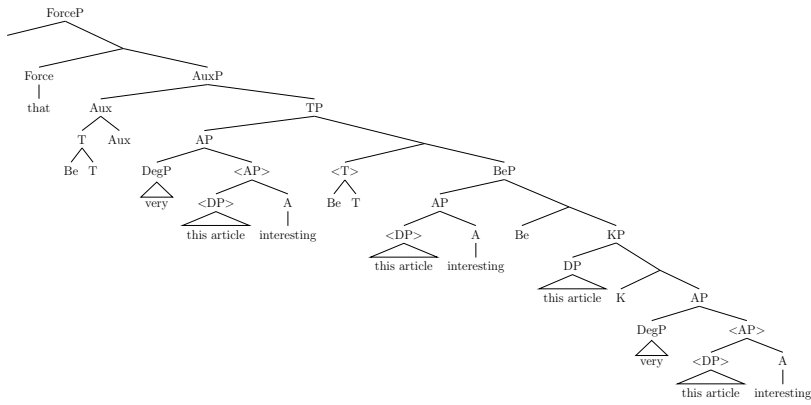 ForceP
Force AuxP
that Aux TP
T Aux AP
Be T DegP <AP> <T> BeP
very <DP> A Be T AP
this article interesting <DP> A Be KP
this article interesting DP
this article K AP
DegP <AP>
very <DP> A
this article interesting